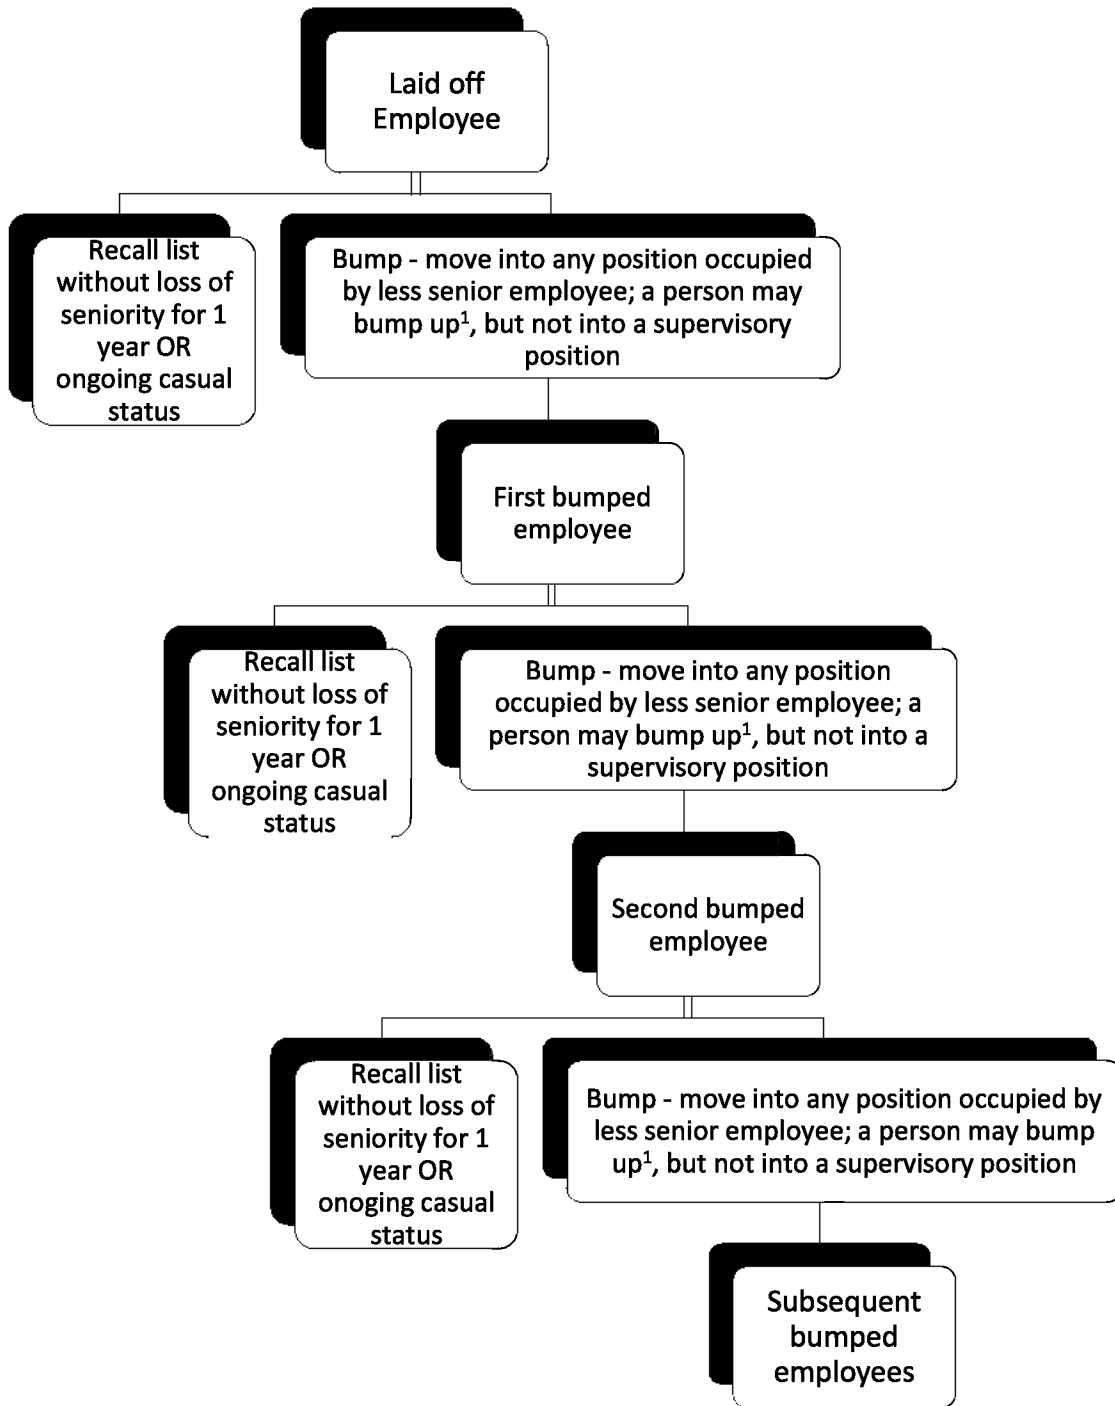 Laid off
Employee
Recall list
without loss of
seniority for 1
year OR
ongoing casual
status
Bump - move into any position occupied
by less senior employee; a person may
bump up¹, but not into a supervisory
position
First bumped
employee
Recall list
without loss of
seniority for 1
year OR
ongoing casual
status
Bump - move into any position
occupied by less senior employee; a
person may bump up¹, but not into a
supervisory position
Second bumped
employee
Recall list
without loss of
seniority for 1
year OR
onoging casual
status
Bump - move into any position occupied by
less senior employee; a person may bump
up¹, but not into a supervisory position
Subsequent
bumped
employees